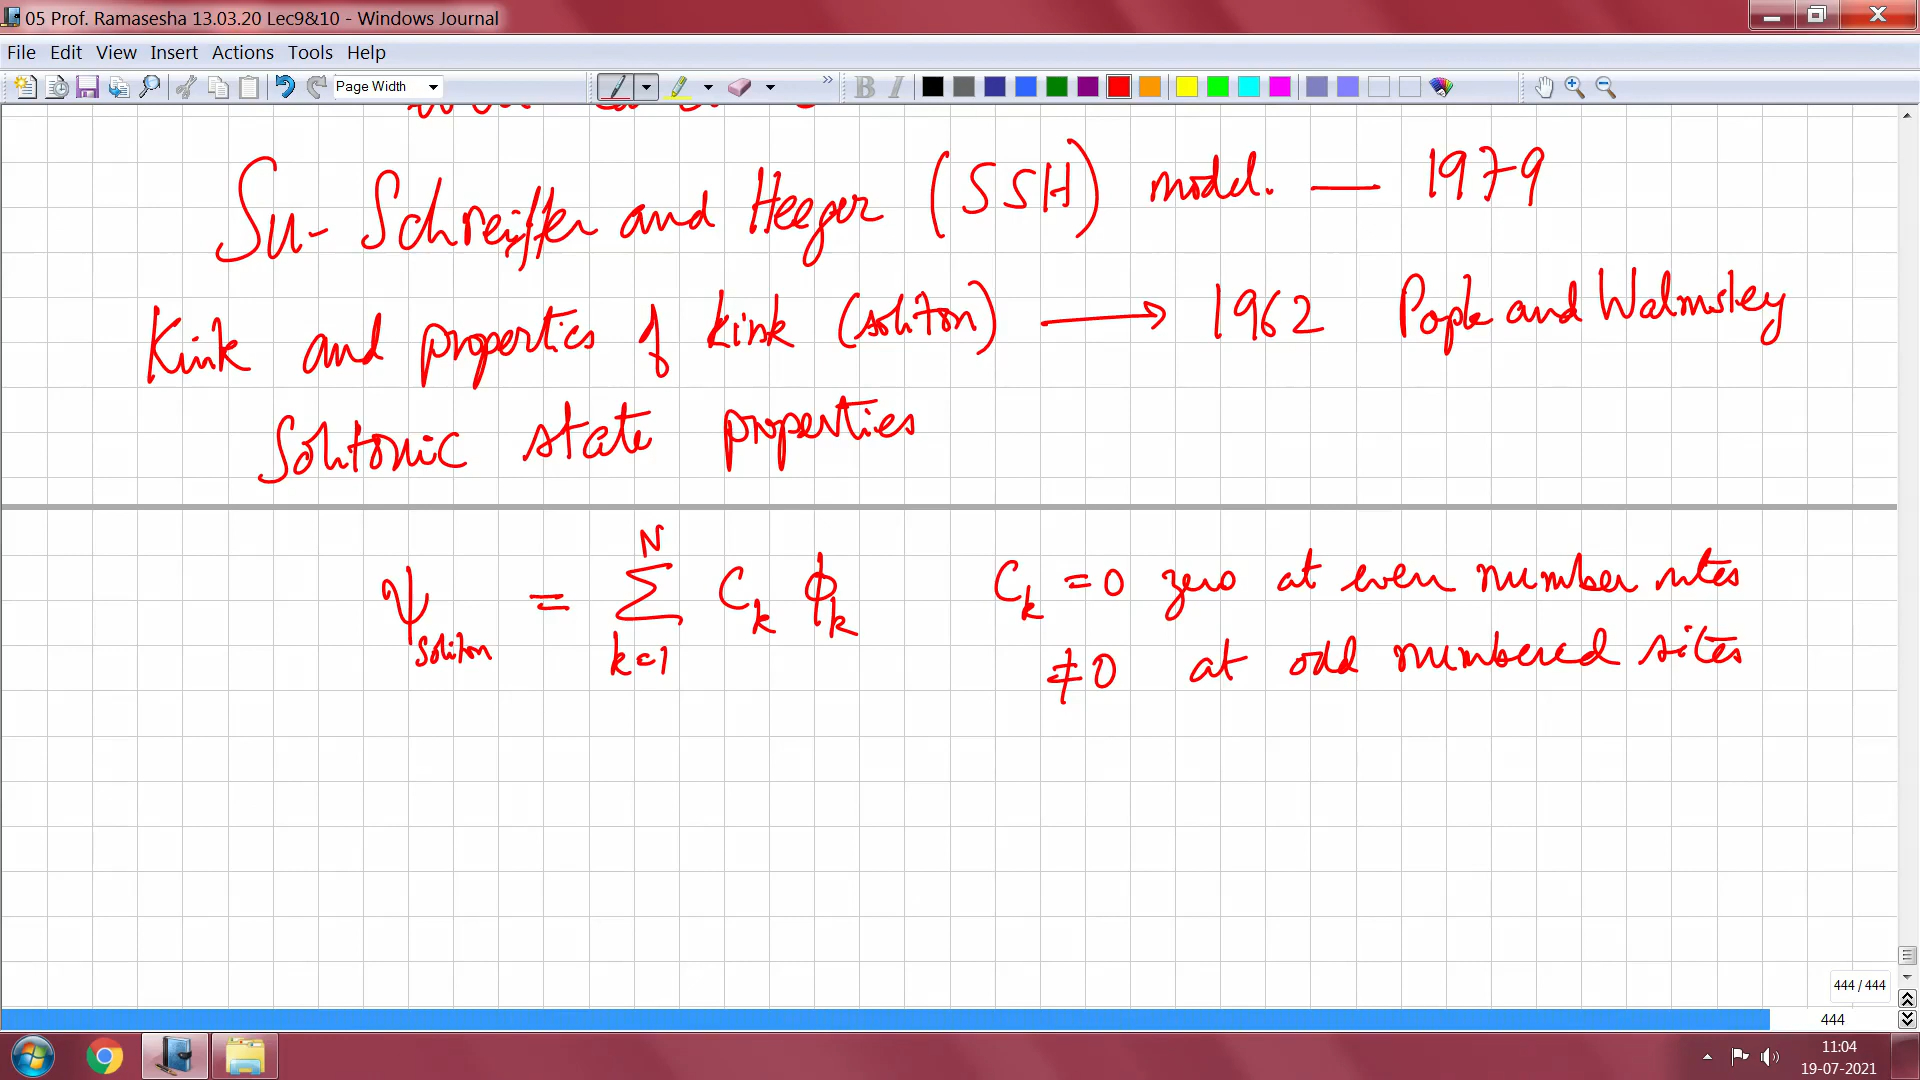 05 Prof. Ramasesha 13.03.20 Lec9&10 - Windows Journal
File Edit View Insert Actions Tools Help
Page Width
Su- Schreiffer and Heeger (SSH) model. — 1979
Kink and properties of kink (soliton) → 1962 Pople and Walmsley
Solitonic state properties
ψ_soliton = Σ_{k=1}^{N} C_k ϕ_k C_k = 0 zero at even number sites
≠ 0 at odd numbered sites
444 / 444
444
11:04
19-07-2021